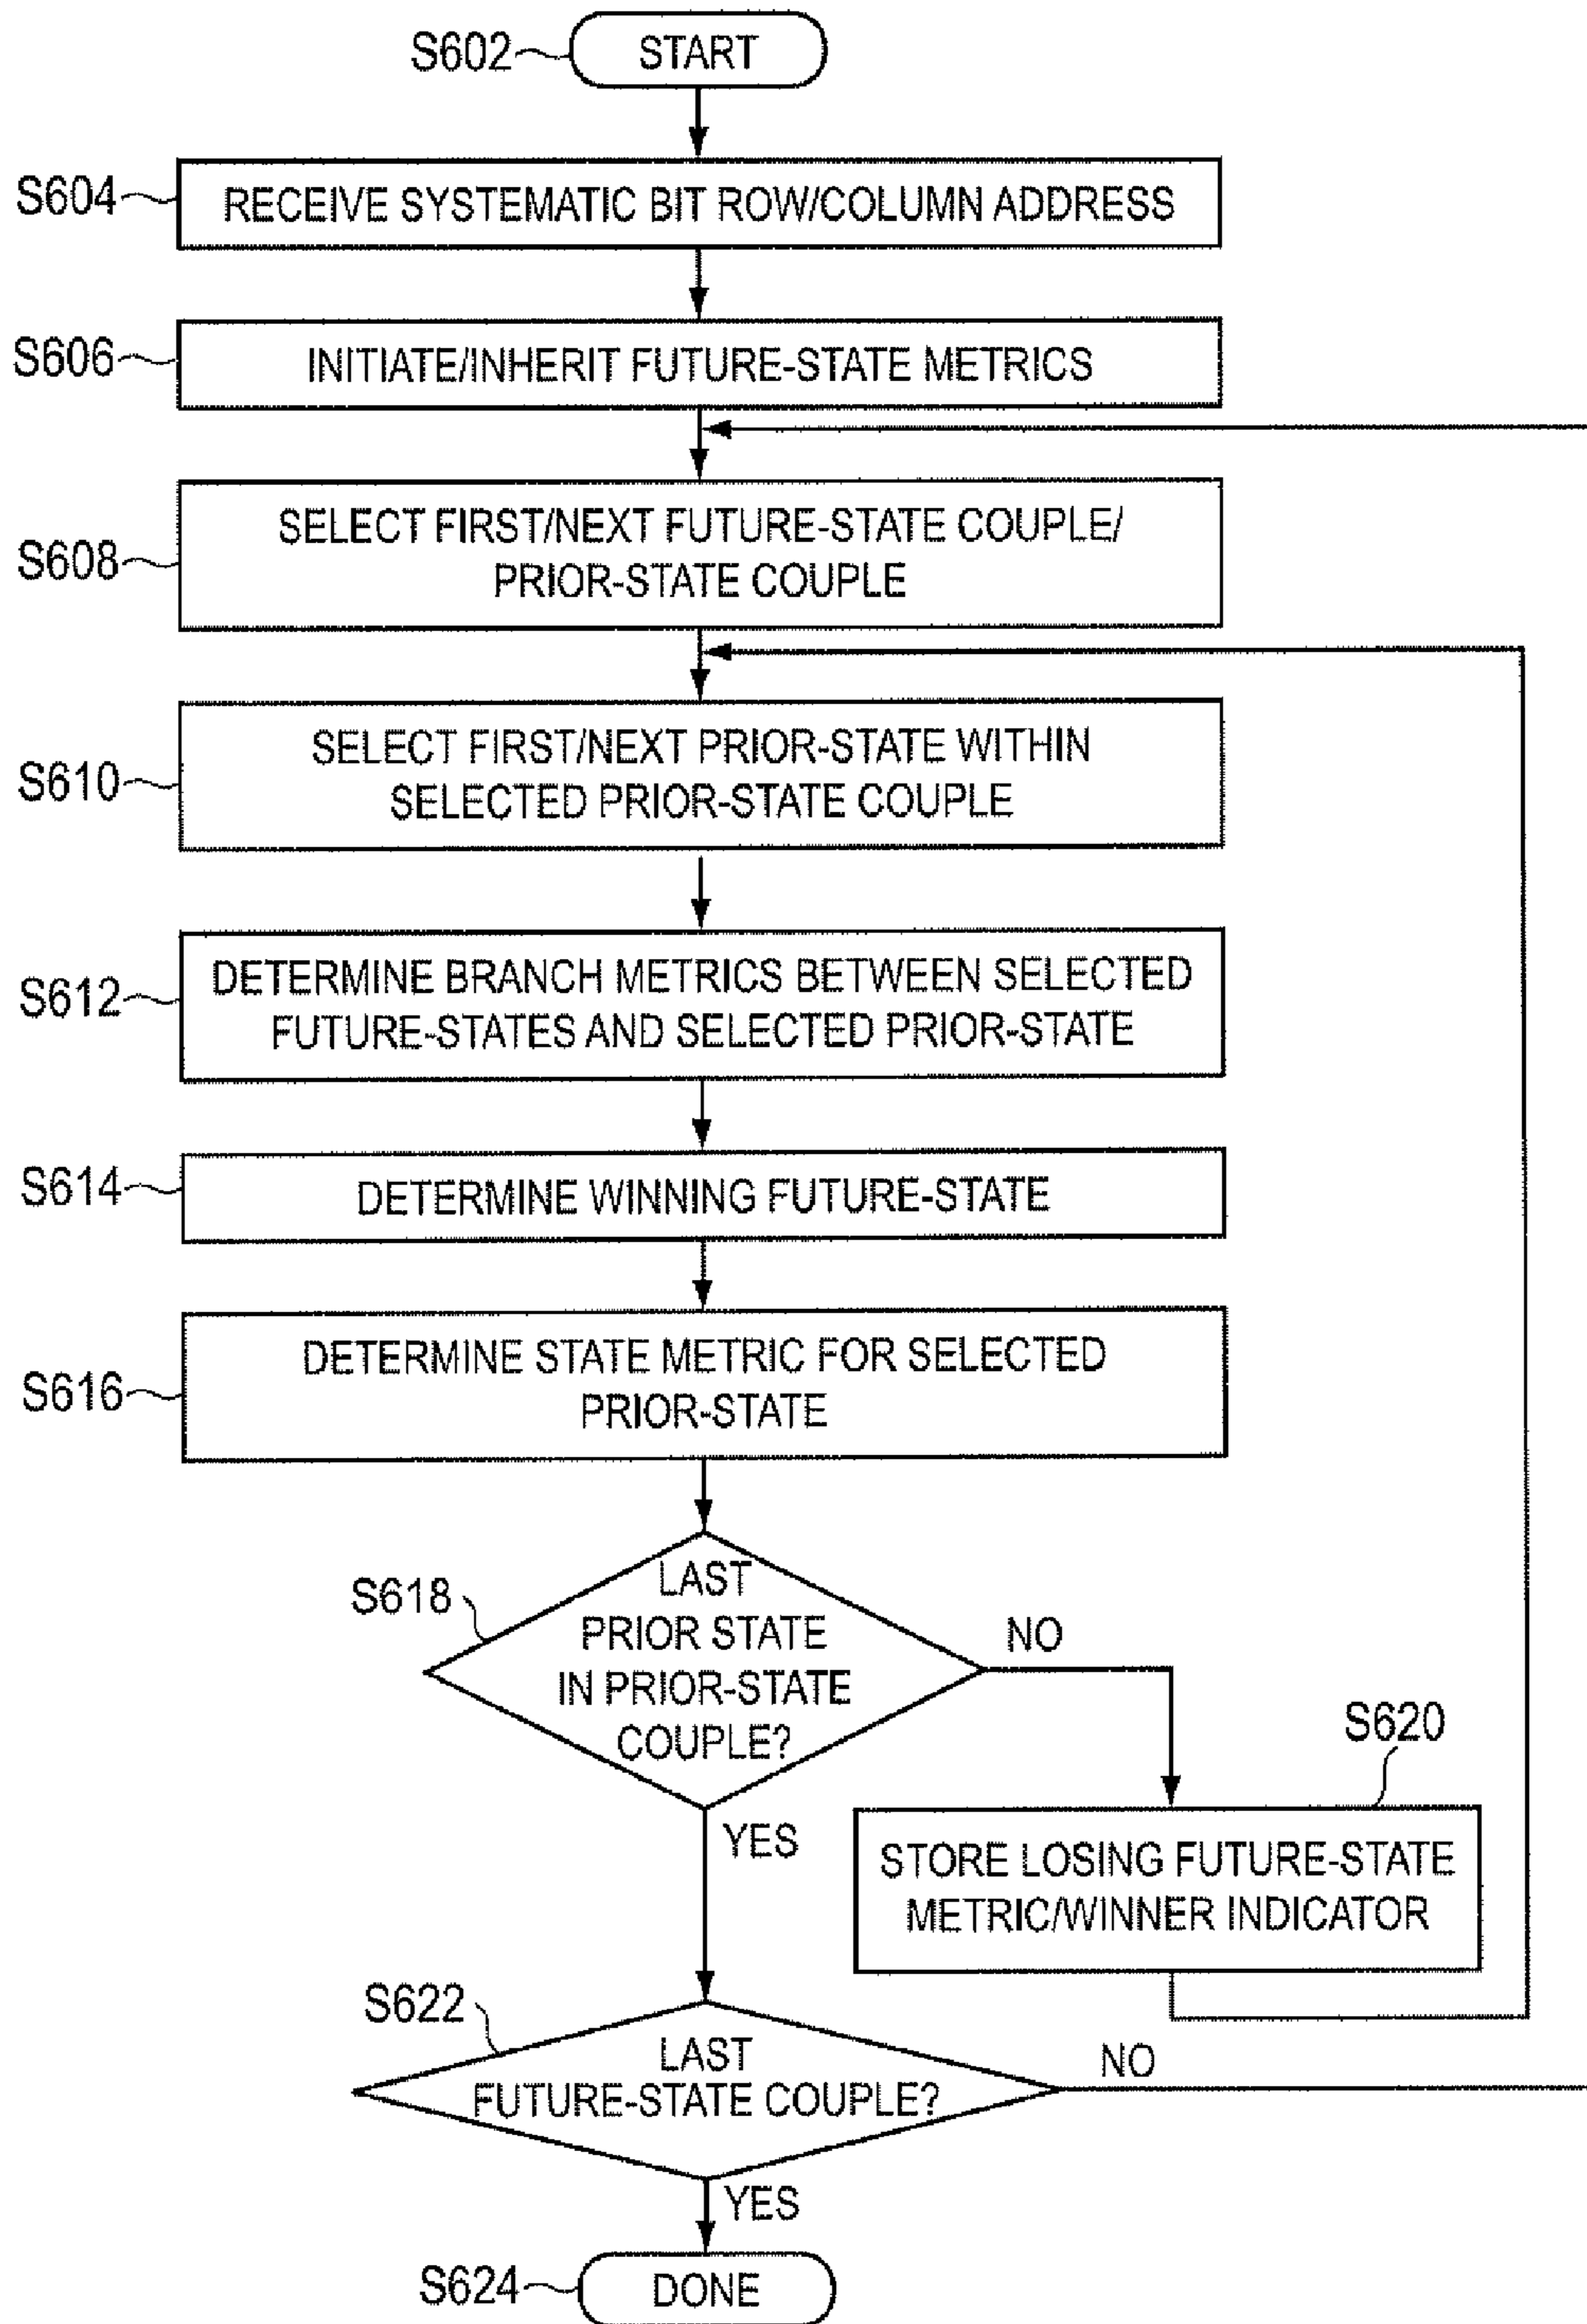 S602
START
S604
RECEIVE SYSTEMATIC BIT ROW/COLUMN ADDRESS
S606
INITIATE/INHERIT FUTURE-STATE METRICS
S608
SELECT FIRST/NEXT FUTURE-STATE COUPLE/
PRIOR-STATE COUPLE
S610
SELECT FIRST/NEXT PRIOR-STATE WITHIN
SELECTED PRIOR-STATE COUPLE
S612
DETERMINE BRANCH METRICS BETWEEN SELECTED
FUTURE-STATES AND SELECTED PRIOR-STATE
S614
DETERMINE WINNING FUTURE-STATE
S616
DETERMINE STATE METRIC FOR SELECTED
PRIOR-STATE
S618
LAST
PRIOR STATE
IN PRIOR-STATE
COUPLE?
NO
YES
S620
STORE LOSING FUTURE-STATE
METRIC/WINNER INDICATOR
S622
LAST
FUTURE-STATE COUPLE?
NO
YES
S624
DONE